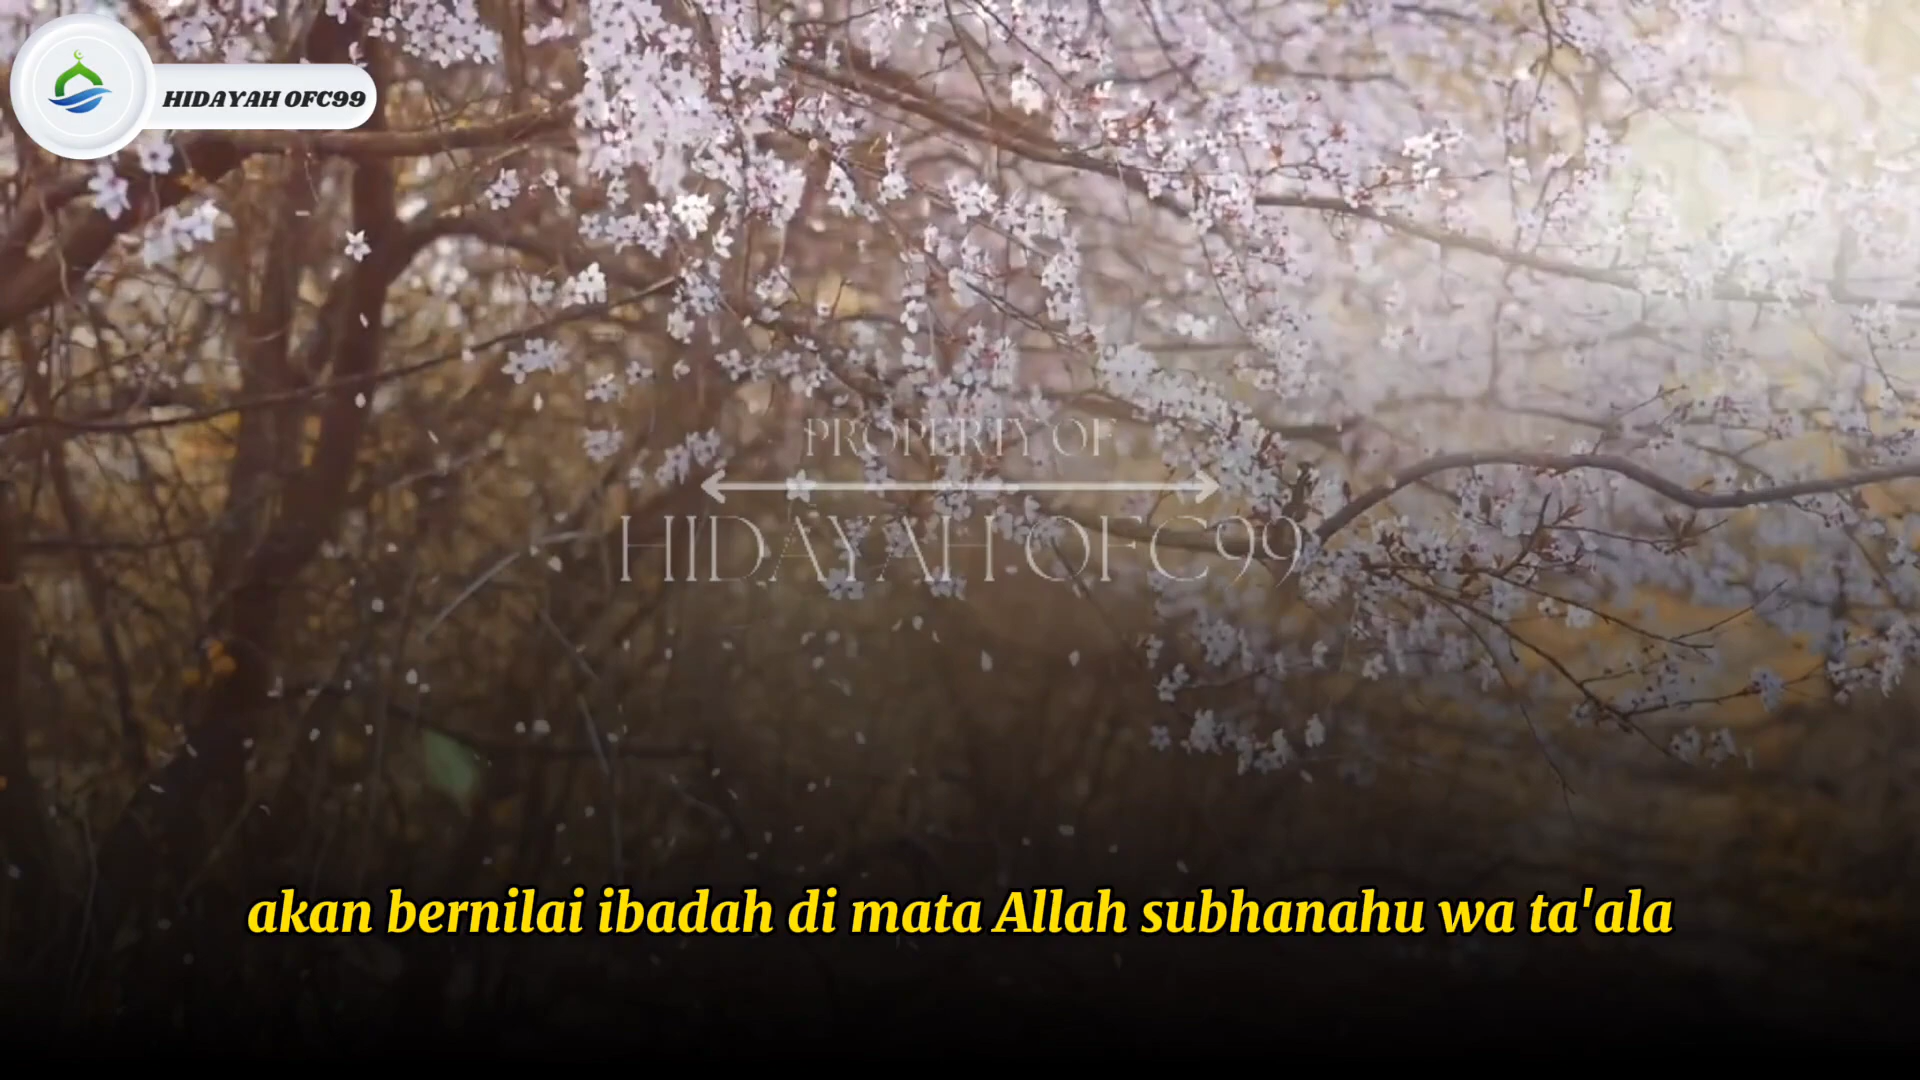 HIDAYAH OFC99
PROPERTY OF
HIDAYAH OFC99
akan bernilai ibadah di mata Allah subhanahu wa ta'ala